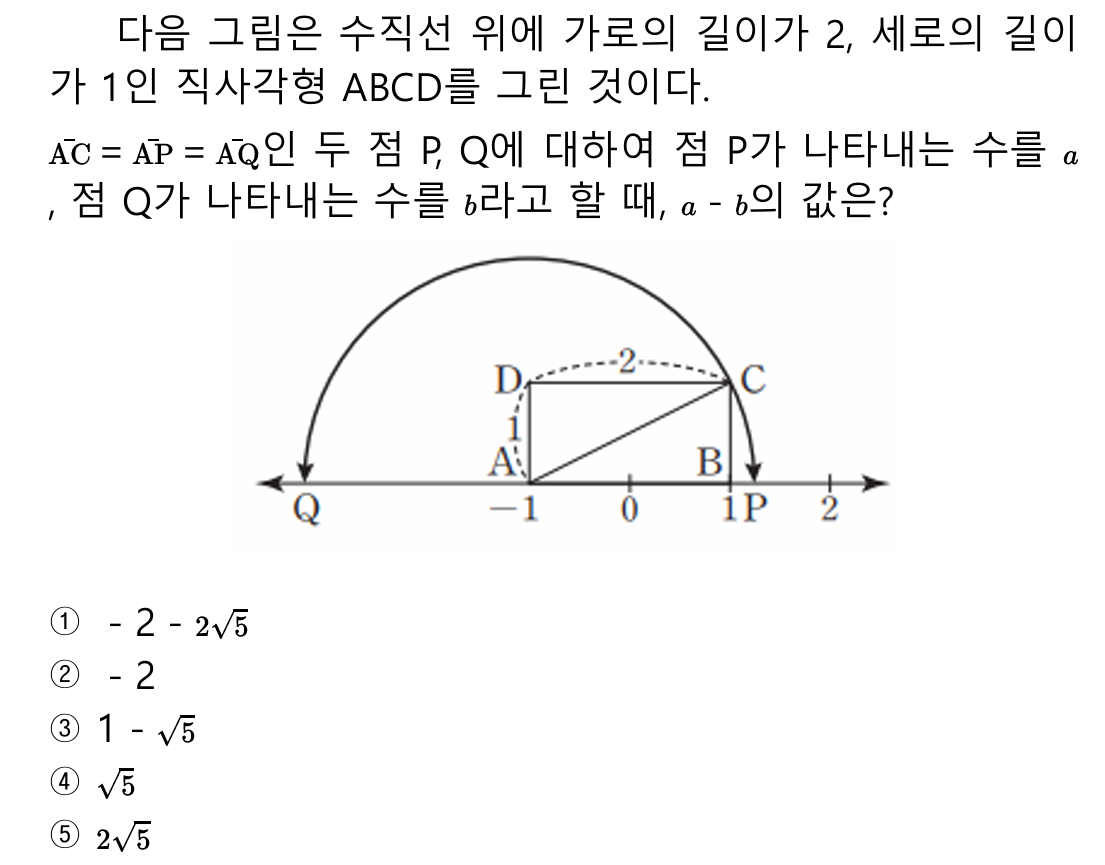 다음 그림은 수직선 위에 가로의 길이가 2, 세로의 길이
가 1인 직사각형 ABCD를 그린 것이다.
A̅C̅ = A̅P̅ = A̅Q̅인 두 점 P, Q에 대하여 점 P가 나타내는 수를 a
, 점 Q가 나타내는 수를 b라고 할 때, a - b의 값은?
2
D C
1
A B
Q -1 0 1 P 2
① - 2 - 2√5
② - 2
③ 1 - √5
④ √5
⑤ 2√5